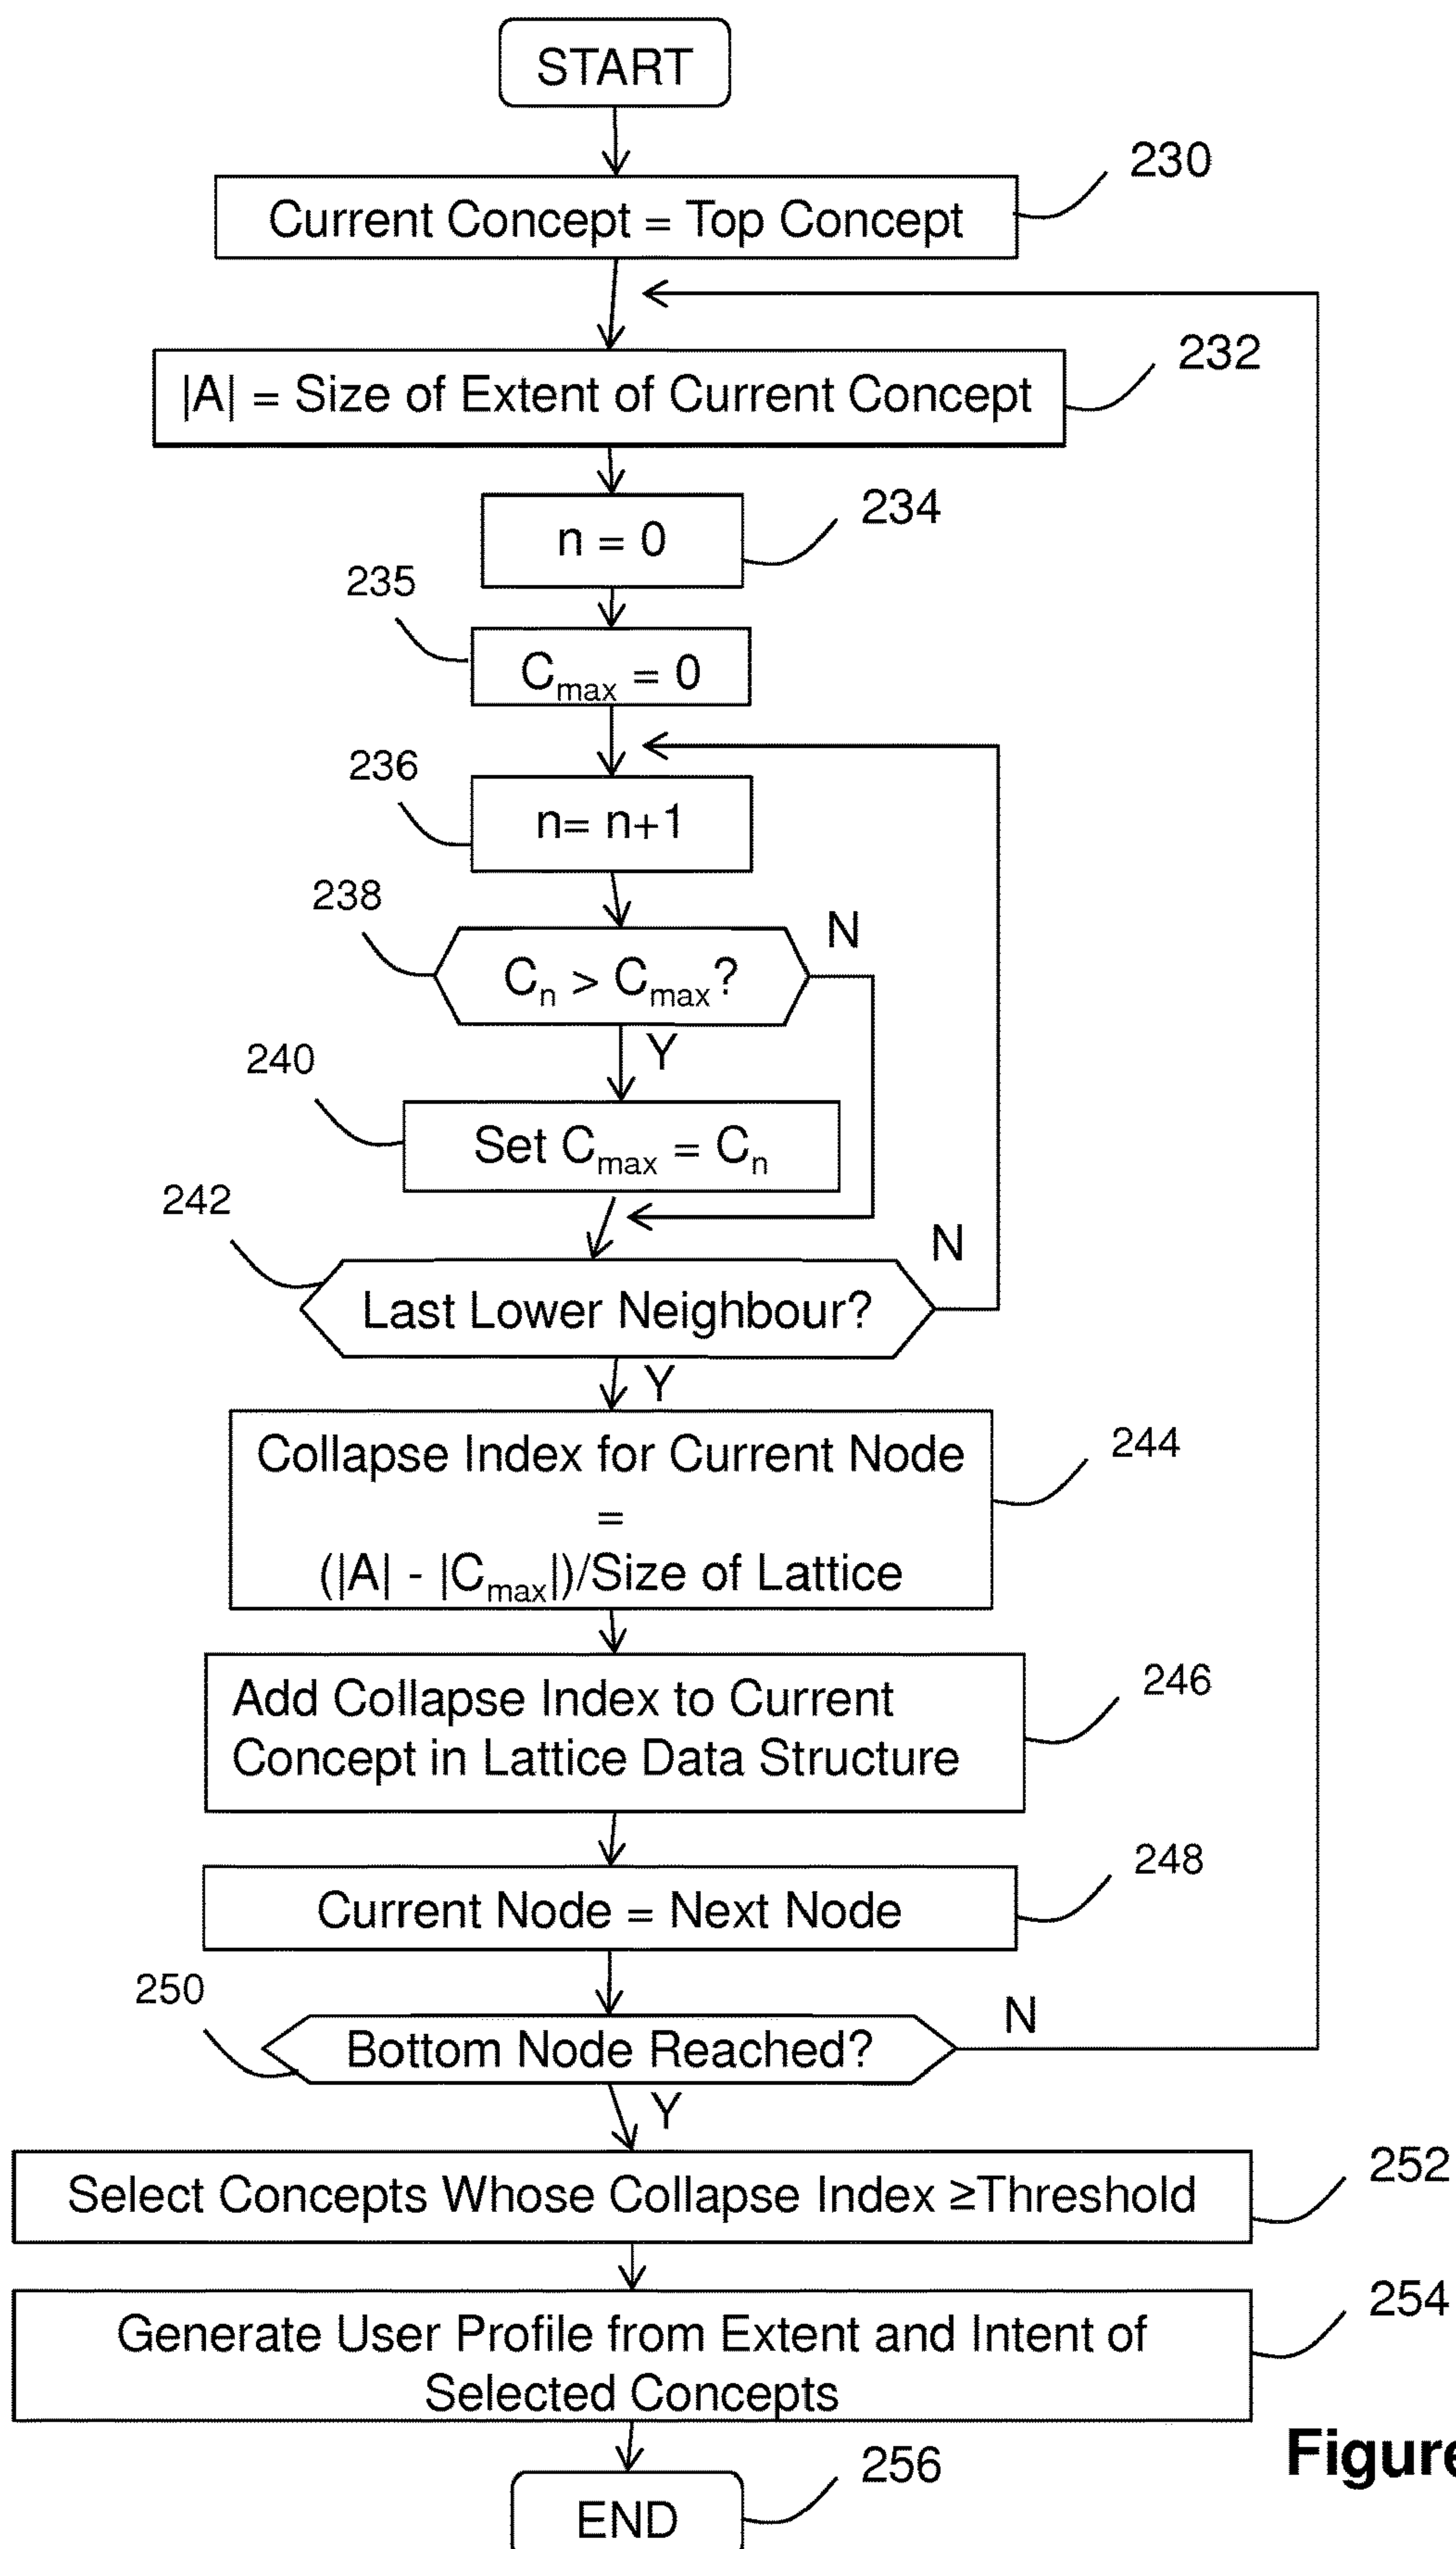 START
230
Current Concept = Top Concept
232
|A| = Size of Extent of Current Concept
234
n = 0
235
Cmax = 0
236
n= n+1
238
N
Cn > Cmax?
Y
240
Set Cmax = Cn
242
N
Last Lower Neighbour?
Y
244
Collapse Index for Current Node
=
(|A| - |Cmax|)/Size of Lattice
246
Add Collapse Index to Current
Concept in Lattice Data Structure
248
Current Node = Next Node
250
N
Bottom Node Reached?
Y
252
Select Concepts Whose Collapse Index ≥Threshold
254
Generate User Profile from Extent and Intent of
Selected Concepts
256
END